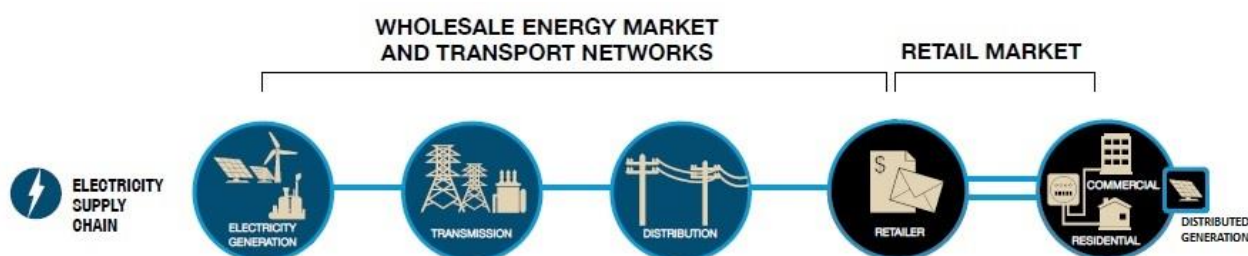 WHOLESALE ENERGY MARKET
AND TRANSPORT NETWORKS
RETAIL MARKET
ELECTRICITY
SUPPLY
CHAIN
ELECTRICITY
GENERATION
TRANSMISSION
DISTRIBUTION
$
RETAILER
COMMERCIAL
RESIDENTIAL
DISTRIBUTED
GENERATION